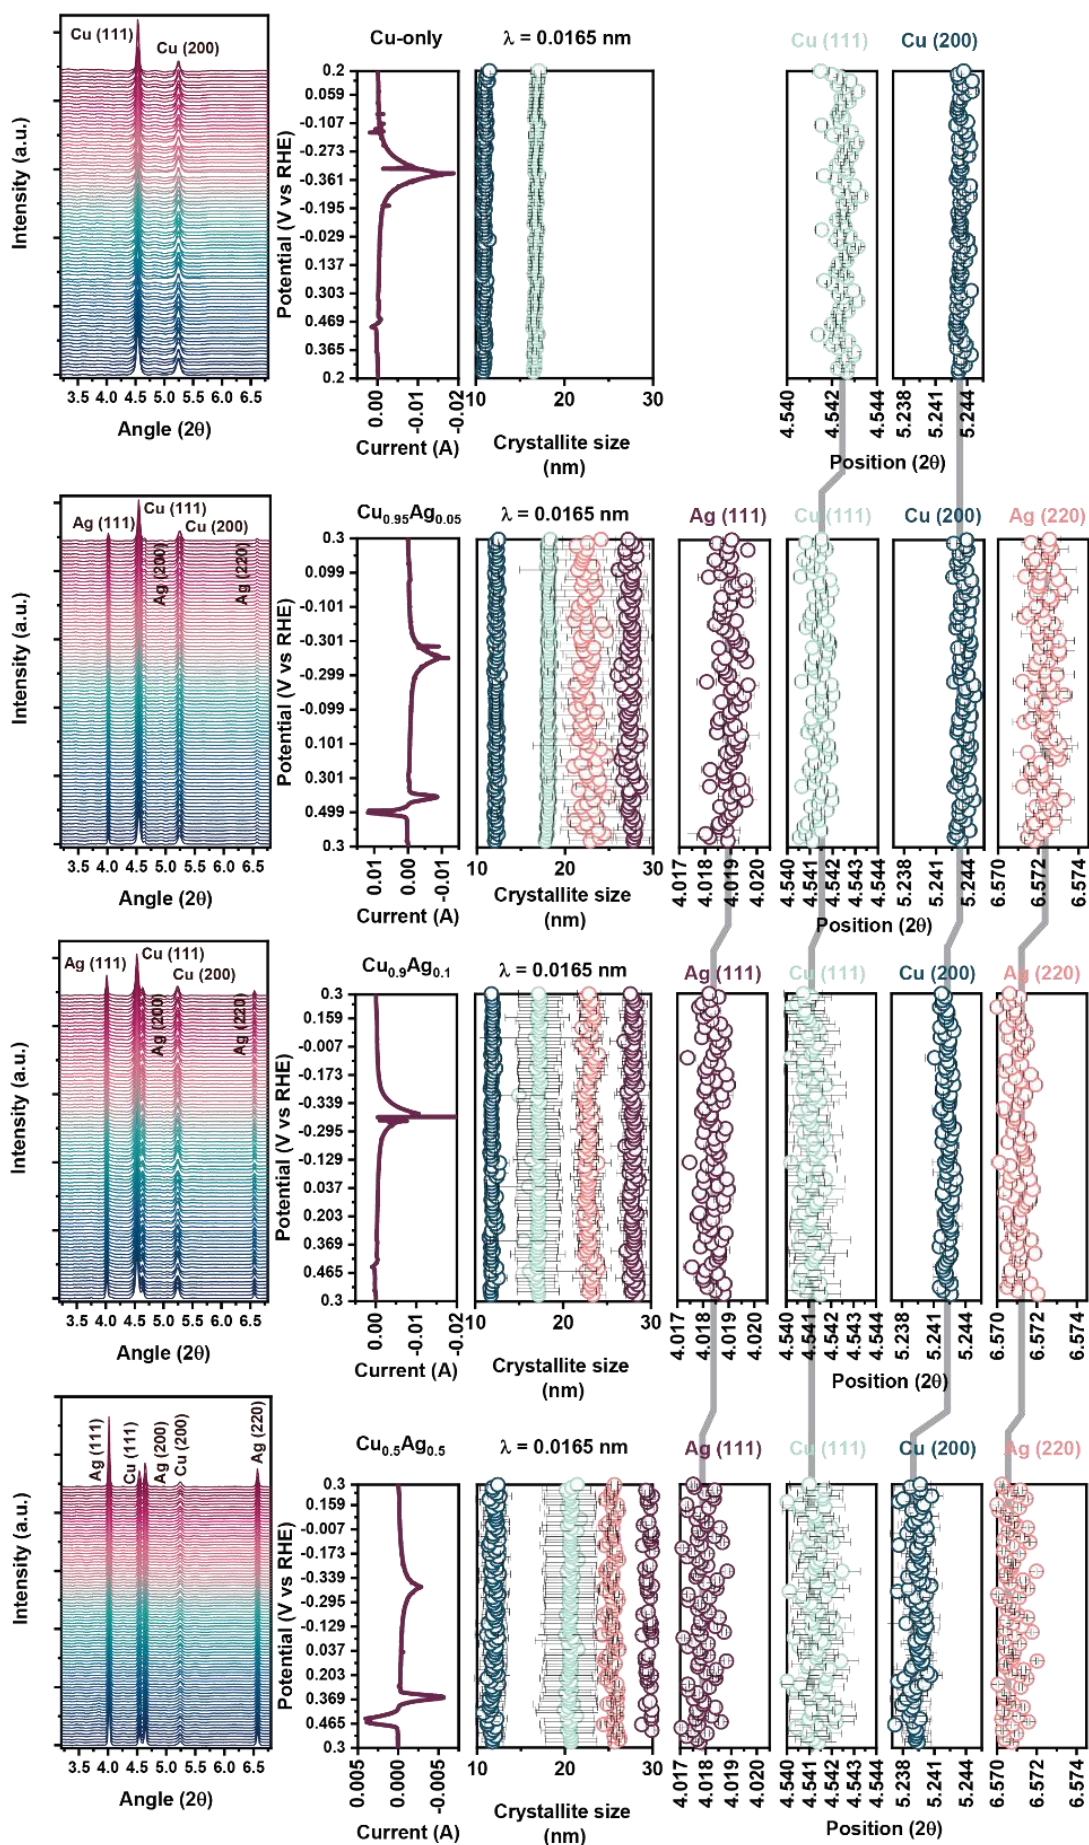 Cu-only
λ = 0.0165 nm
Cu (111)
Cu (200)
Cu (111)
Cu (200)
Intensity (a.u.)
3.5 4.0 4.5 5.0 5.5 6.0 6.5
Angle (2θ)
Potential (V vs RHE)
0.2
0.059
-0.107
-0.273
-0.361
-0.195
-0.029
0.137
0.303
0.469
0.365
0.2
0.00 -0.01 -0.02
Current (A)
10 20 30
Crystallite size
(nm)
4.540 4.542 4.544
5.238 5.241 5.244
Position (2θ)
Cu0.95Ag0.05
λ = 0.0165 nm
Ag (111)
Cu (111)
Cu (200)
Ag (220)
Ag (111)
Cu (111)
Cu (200)
Ag (200)
Ag (220)
Intensity (a.u.)
3.5 4.0 4.5 5.0 5.5 6.0 6.5
Angle (2θ)
Potential (V vs RHE)
0.3
0.099
-0.101
-0.301
-0.299
-0.099
0.101
0.301
0.499
0.3
0.01 0.00 -0.01
Current (A)
10 20 30
Crystallite size
(nm)
4.017 4.018 4.019 4.020
4.540 4.541 4.542 4.543 4.544
5.238 5.241 5.244
6.570 6.572 6.574
Position (2θ)
Cu0.9Ag0.1
λ = 0.0165 nm
Ag (111)
Cu (111)
Cu (200)
Ag (220)
Ag (111)
Cu (111)
Cu (200)
Ag (200)
Ag (220)
Intensity (a.u.)
3.5 4.0 4.5 5.0 5.5 6.0 6.5
Angle (2θ)
Potential (V vs RHE)
0.3
0.159
-0.007
-0.173
-0.339
-0.295
-0.129
0.037
0.203
0.369
0.465
0.3
0.00 -0.01 -0.02
Current (A)
10 20 30
Crystallite size
(nm)
4.017 4.018 4.019 4.020
4.540 4.541 4.542 4.543 4.544
5.238 5.241 5.244
6.570 6.572 6.574
Position (2θ)
Cu0.5Ag0.5
λ = 0.0165 nm
Ag (111)
Cu (111)
Cu (200)
Ag (220)
Ag (111)
Cu (111)
Ag (200)
Cu (200)
Ag (220)
Intensity (a.u.)
3.5 4.0 4.5 5.0 5.5 6.0 6.5
Angle (2θ)
Potential (V vs RHE)
0.3
0.159
-0.007
-0.173
-0.339
-0.295
-0.129
0.037
0.203
0.369
0.465
0.3
0.005 0.000 -0.005
Current (A)
10 20 30
Crystallite size
(nm)
4.017 4.018 4.019 4.020
4.540 4.541 4.542 4.543 4.544
5.238 5.241 5.244
6.570 6.572 6.574
Position (2θ)